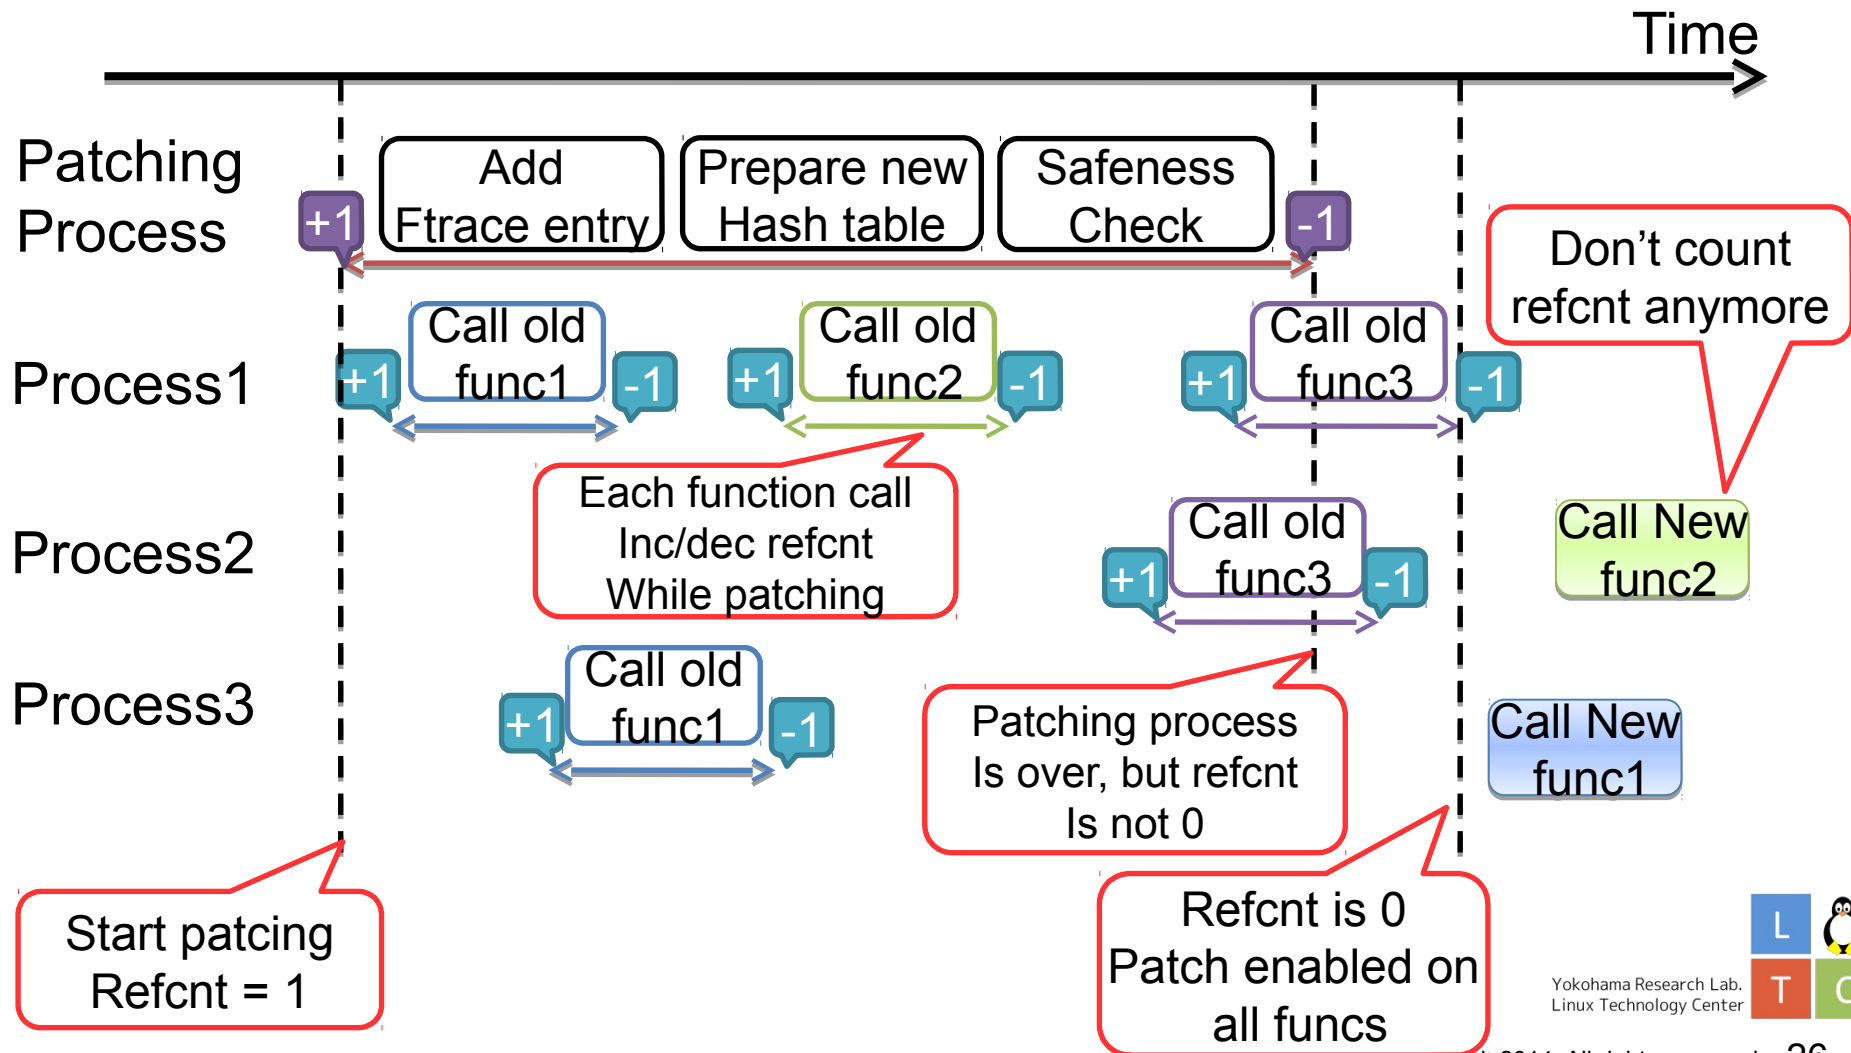 Time
Patching
Process
+1
Add
Ftrace entry
Prepare new
Hash table
Safeness
Check
-1
Don't count
refcnt anymore
Process1
+1
Call old
func1
-1
+1
Call old
func2
-1
+1
Call old
func3
-1
Each function call
Inc/dec refcnt
While patching
Process2
+1
Call old
func3
-1
Call New
func2
Process3
+1
Call old
func1
-1
Patching process
Is over, but refcnt
Is not 0
Call New
func1
Start patcing
Refcnt = 1
Refcnt is 0
Patch enabled on
all funcs
Yokohama Research Lab.
Linux Technology Center
L
T
C
26